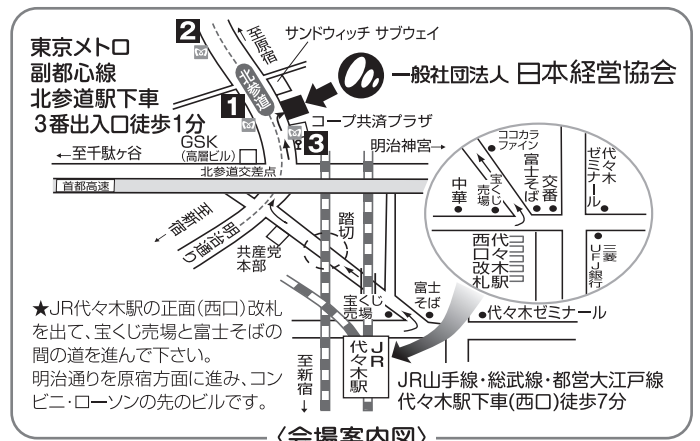 東京メトロ
副都心線
北参道駅下車
3番出入口徒歩1分
2
至原宿
サンドウィッチ サブウェイ
北参道
1
一般社団法人 日本経営協会
コープ共済プラザ
3
GSK
(高層ビル)
←至千駄ヶ谷
明治神宮→
北参道交差点
首都高速
至新宿
明治通り
共産党
本部
踏切
宝くじ
売場
富士
そば
代々木ゼミナール
JR
代々木駅
至新宿
ココカラ
ファイン
中華
宝くじ
売場
富士そば
交番
代々木
ゼミナール
代々木駅
西口改札
三菱
UFJ銀行
★JR代々木駅の正面(西口)改札
を出て、宝くじ売場と富士そばの
間の道を進んで下さい。
明治通りを原宿方面に進み、コン
ビニ・ローソンの先のビルです。
JR山手線・総武線・都営大江戸線
代々木駅下車(西口)徒歩7分
〈会場案内図〉